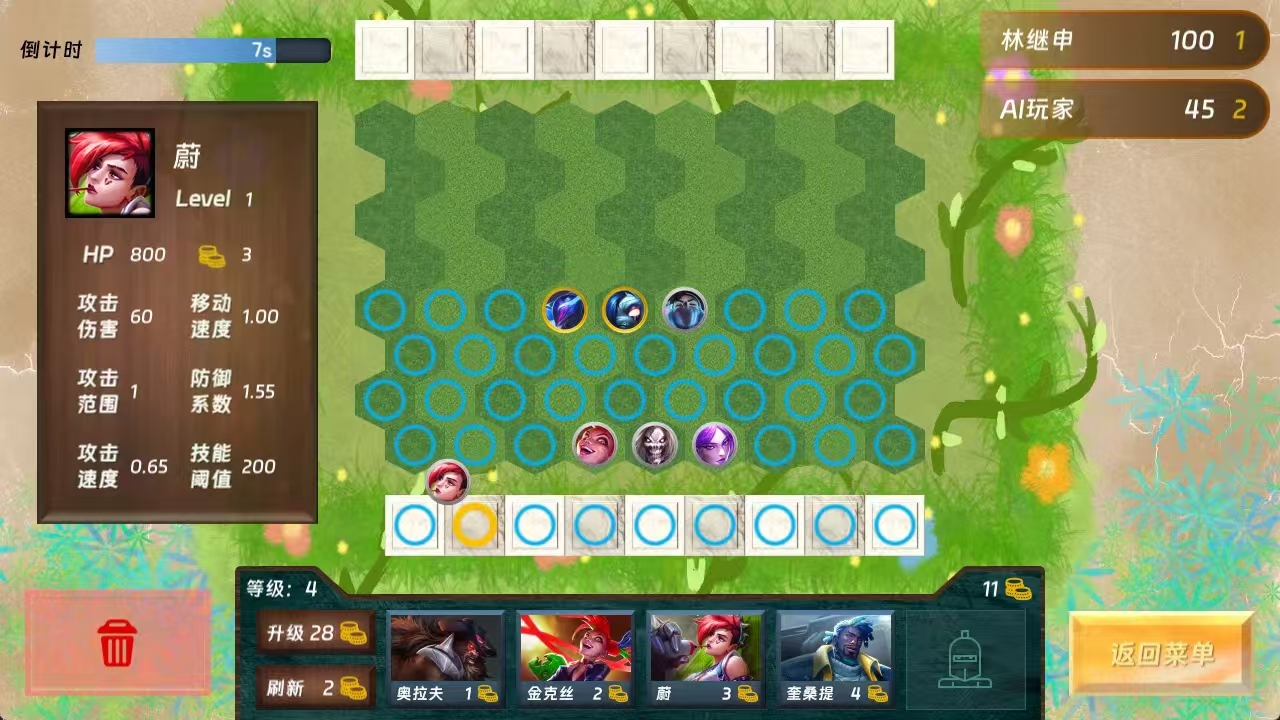 倒计时 7s
林继申 100 1
AI玩家 45 2
蔚
Level 1
HP 800 3
攻击伤害 60 移动速度 1.00
攻击范围 1 防御系数 1.55
攻击速度 0.65 技能阈值 200
等级: 4
11
升级 28
刷新 2
奥拉夫 1
金克丝 2
蔚 3
奎桑提 4
返回菜单